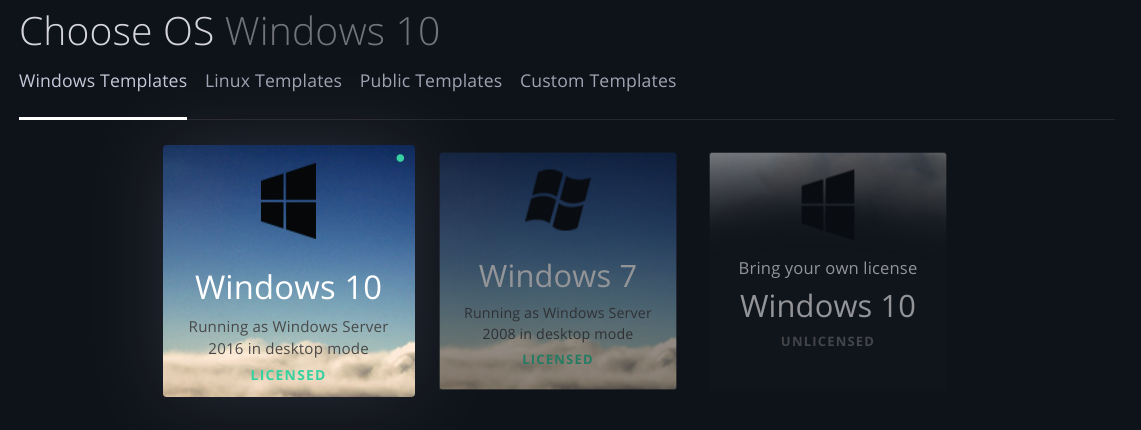 Choose OS Windows 10
Windows Templates Linux Templates Public Templates Custom Templates
Windows 10
Running as Windows Server
2016 in desktop mode
LICENSED
Windows 7
Running as Windows Server
2008 in desktop mode
LICENSED
Bring your own license
Windows 10
UNLICENSED